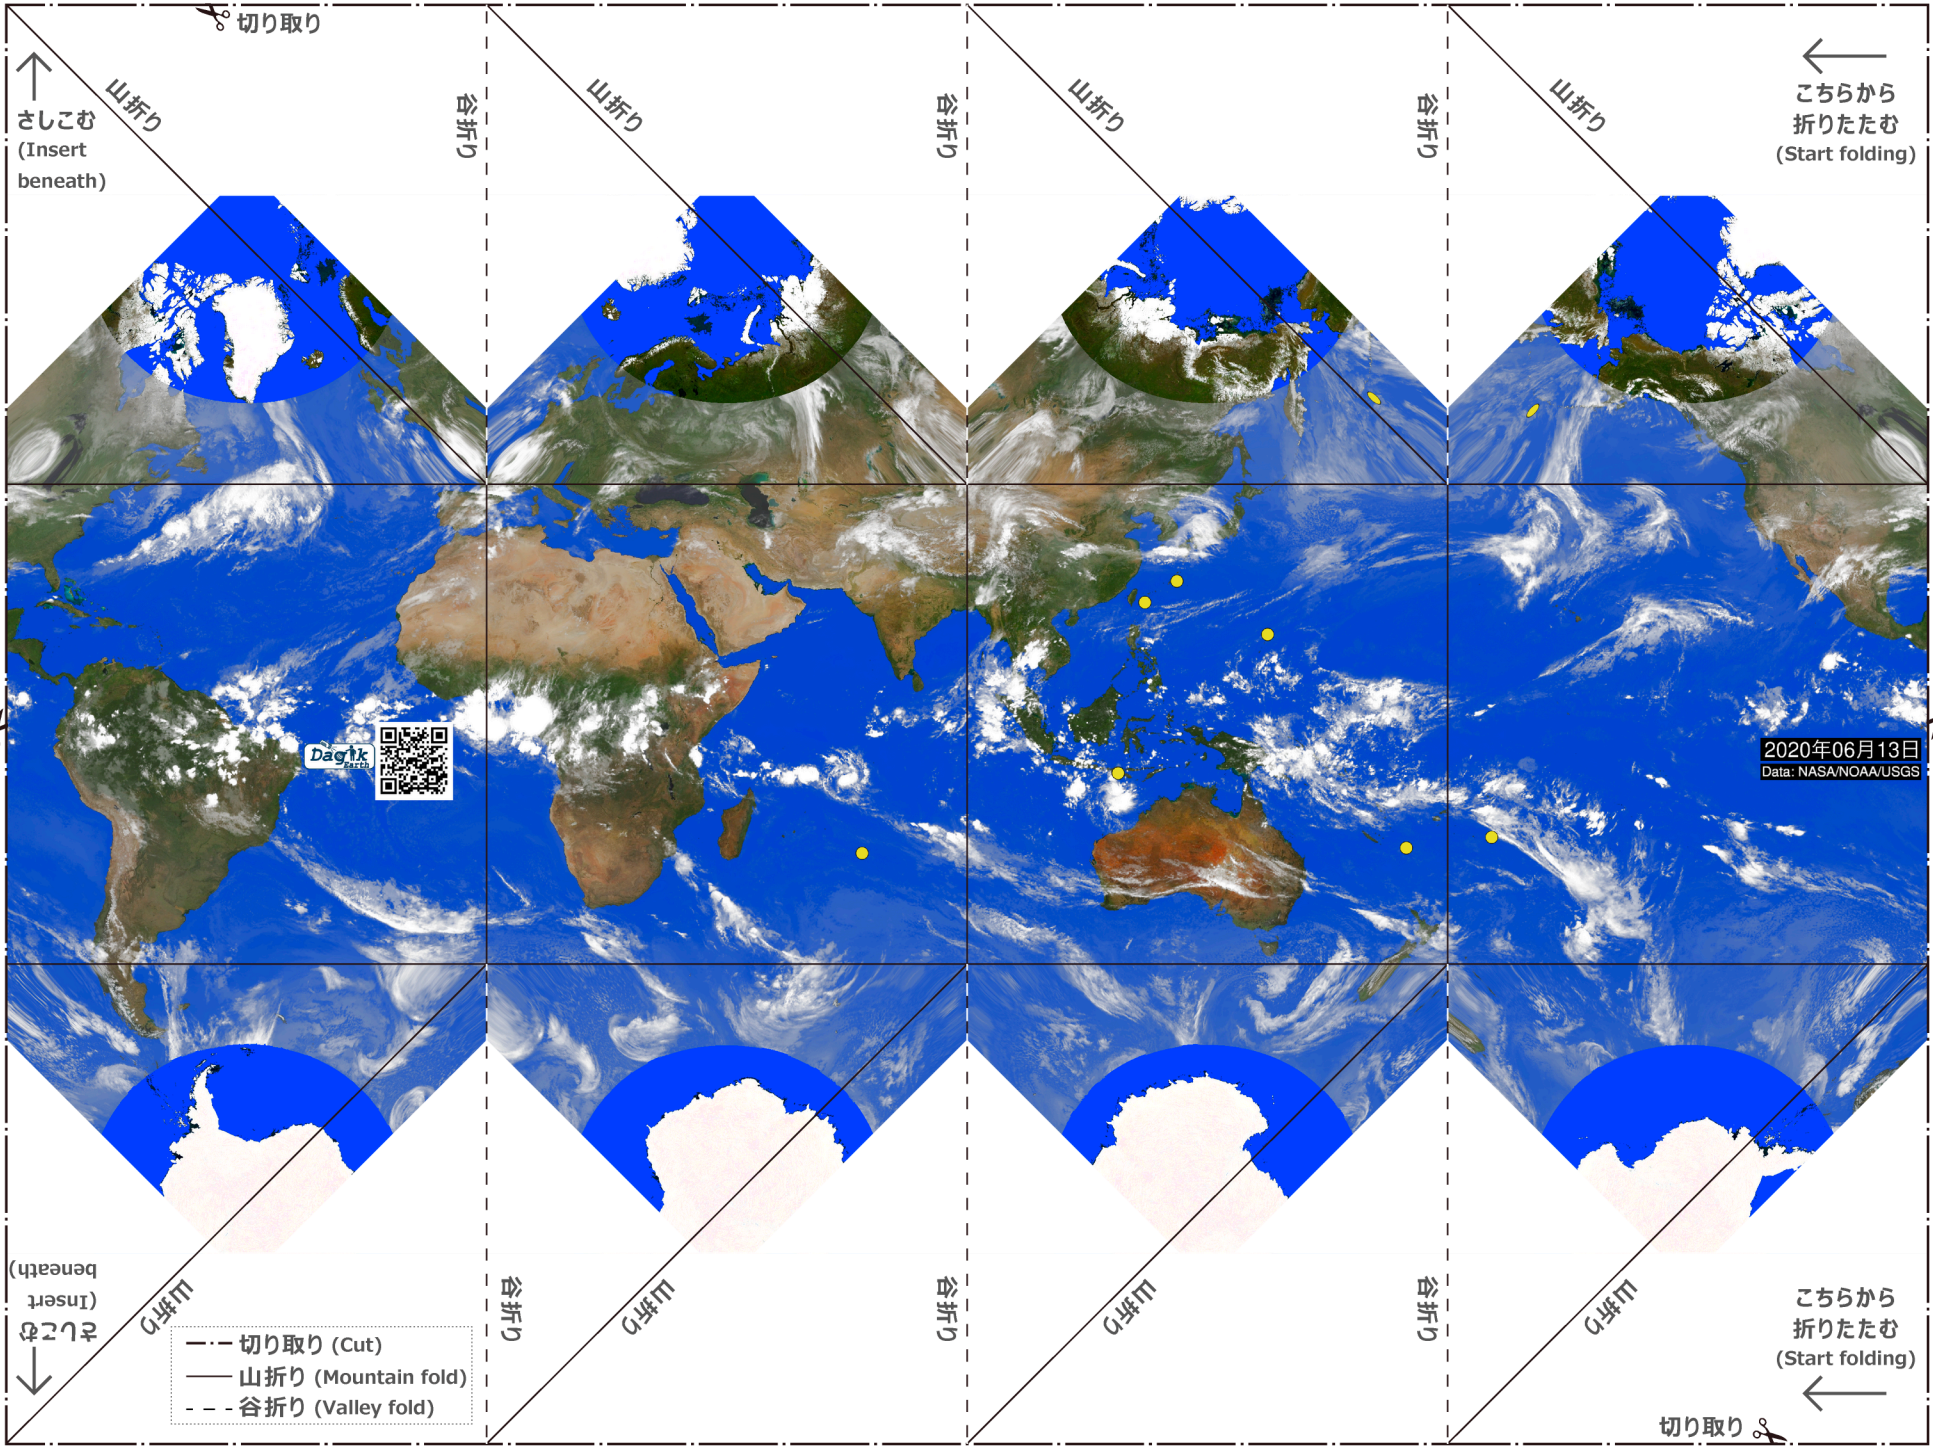 切り取り
山折り
谷折り
山折り
谷折り
山折り
谷折り
山折り
さしこむ
(Insert
beneath)
こちらから
折りたたむ
(Start folding)
Dagik
Earth
2020年06月13日
Data: NASA/NOAA/USGS
さしこむ
(Insert
beneath)
山折り
谷折り
山折り
谷折り
山折り
谷折り
山折り
こちらから
折りたたむ
(Start folding)
切り取り (Cut)
山折り (Mountain fold)
谷折り (Valley fold)
切り取り